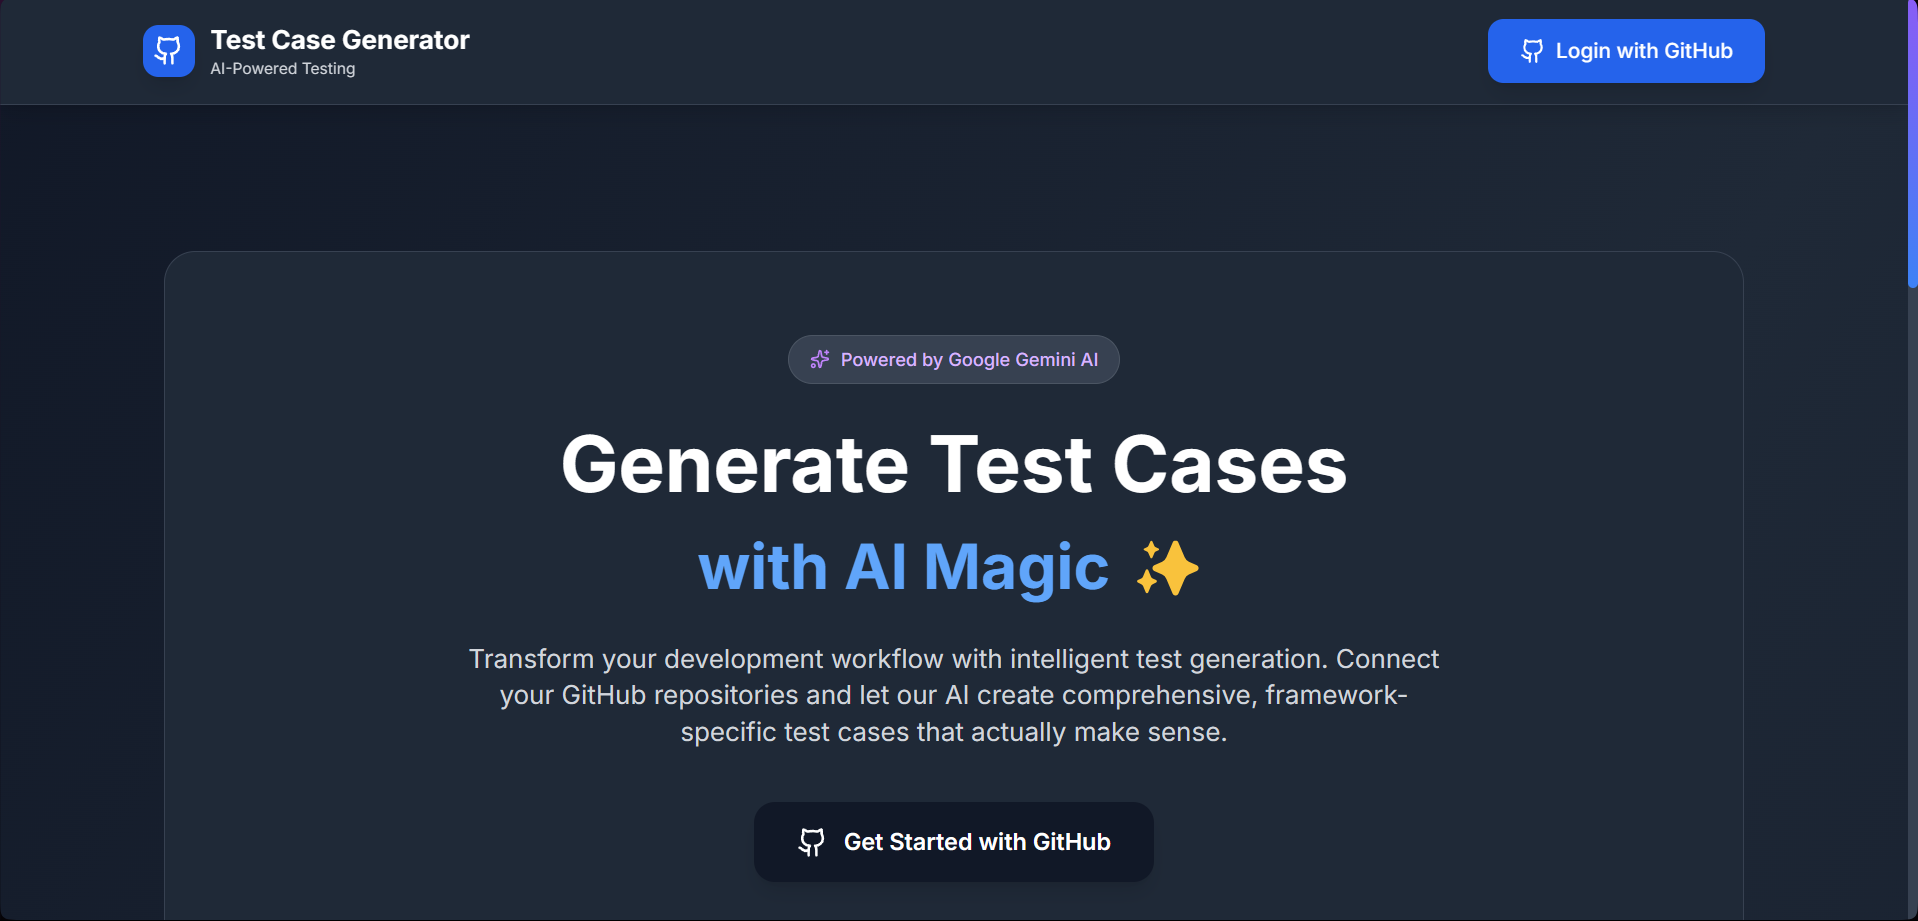 Test Case Generator
AI-Powered Testing
Login with GitHub
Powered by Google Gemini AI
Generate Test Cases
with AI Magic ✨
Transform your development workflow with intelligent test generation. Connect
your GitHub repositories and let our AI create comprehensive, framework-
specific test cases that actually make sense.
Get Started with GitHub